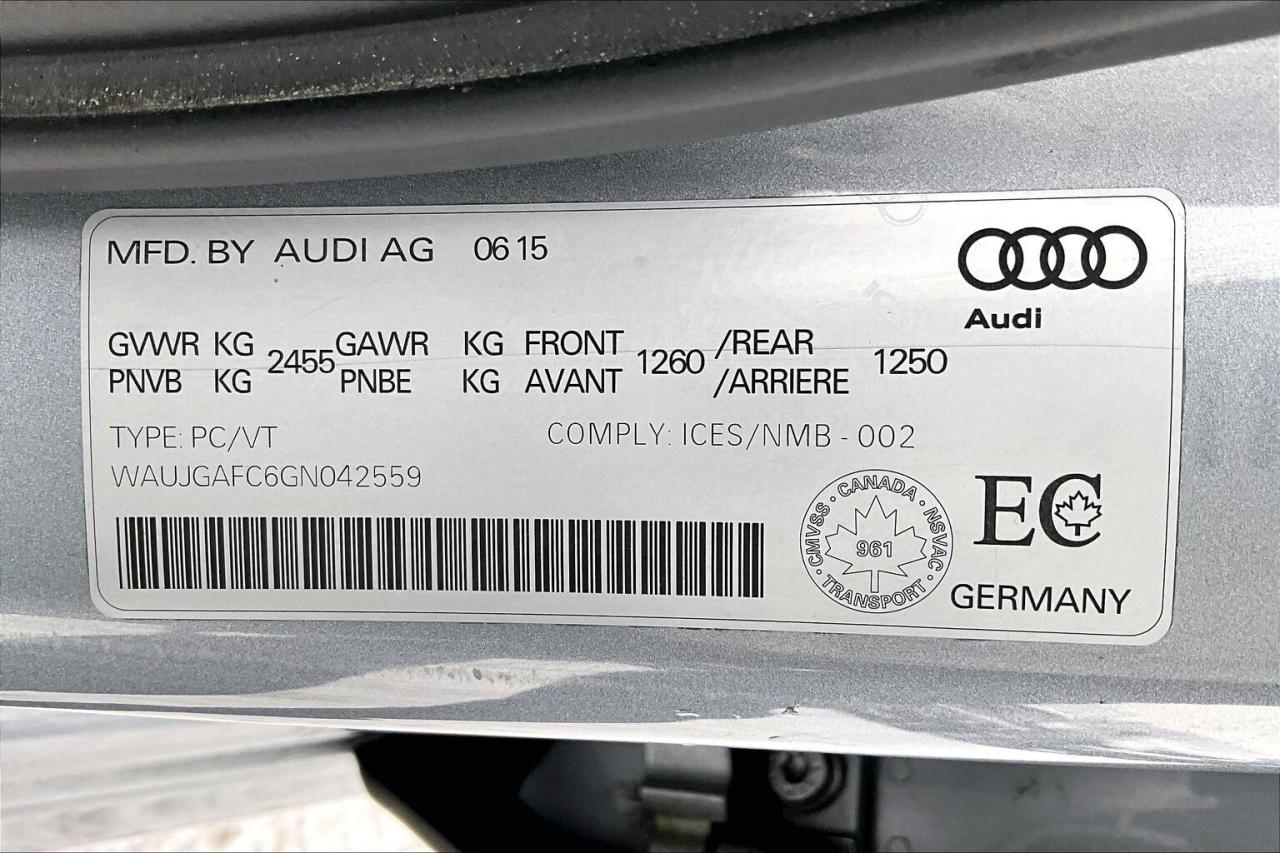 MFD. BY AUDI AG 06 15
Audi
GVWR KG 2455 GAWR KG FRONT 1260 /REAR 1250
PNVB KG PNBE KG AVANT /ARRIERE
TYPE: PC/VT COMPLY: ICES/NMB - 002
WAUJGAFC6GN042559
· CANADA · NSVAC · TRANSPORT · CMVSS
961
EC
GERMANY